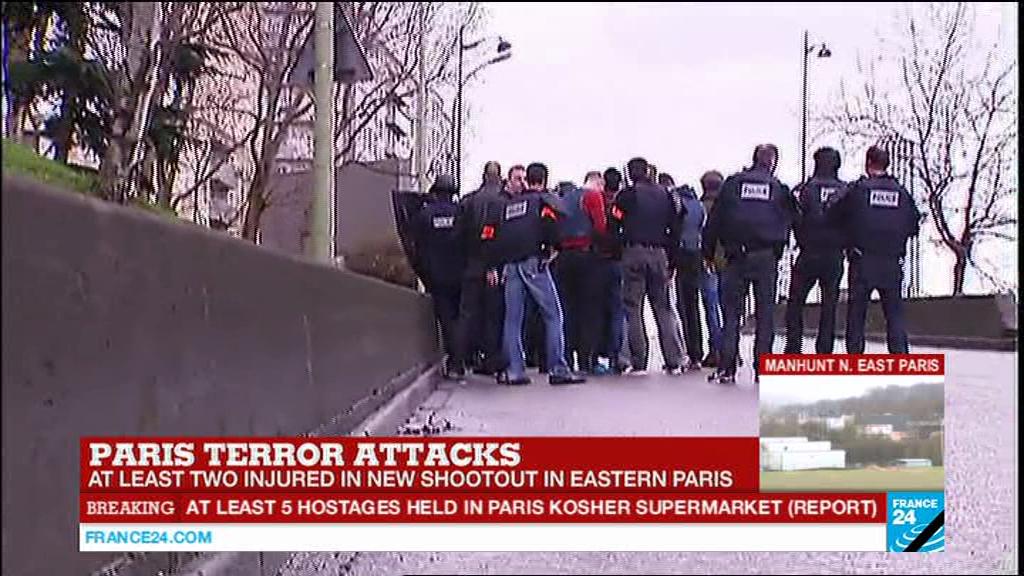 POLICE
POLICE
POLICE
MANHUNT N. EAST PARIS
PARIS TERROR ATTACKS
AT LEAST TWO INJURED IN NEW SHOOTOUT IN EASTERN PARIS
BREAKING AT LEAST 5 HOSTAGES HELD IN PARIS KOSHER SUPERMARKET (REPORT)
FRANCE 24
FRANCE24.COM